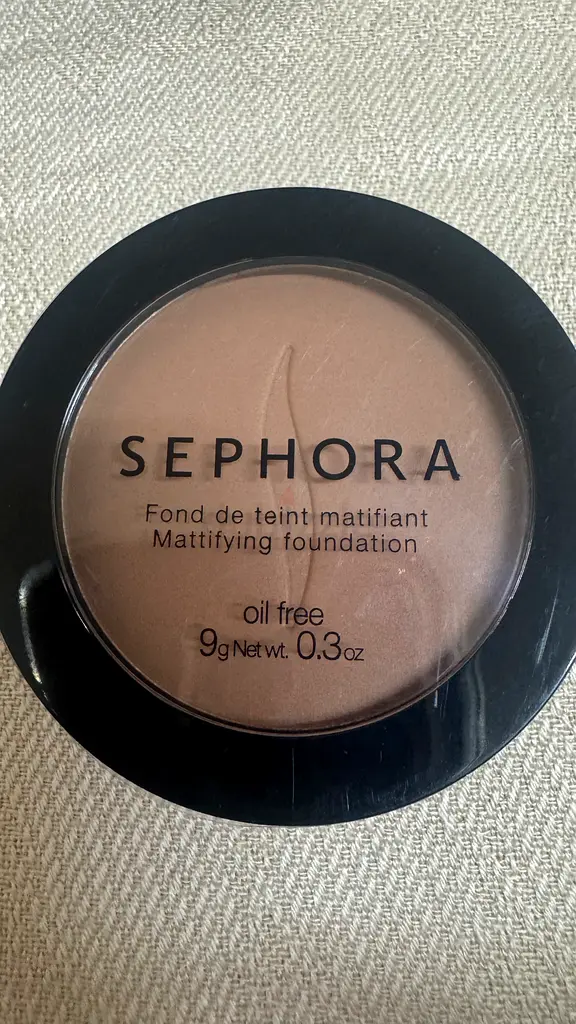 SEPHORA
Fond de teint matifiant
Mattifying foundation
oil free
9g Net wt. 0.3oz